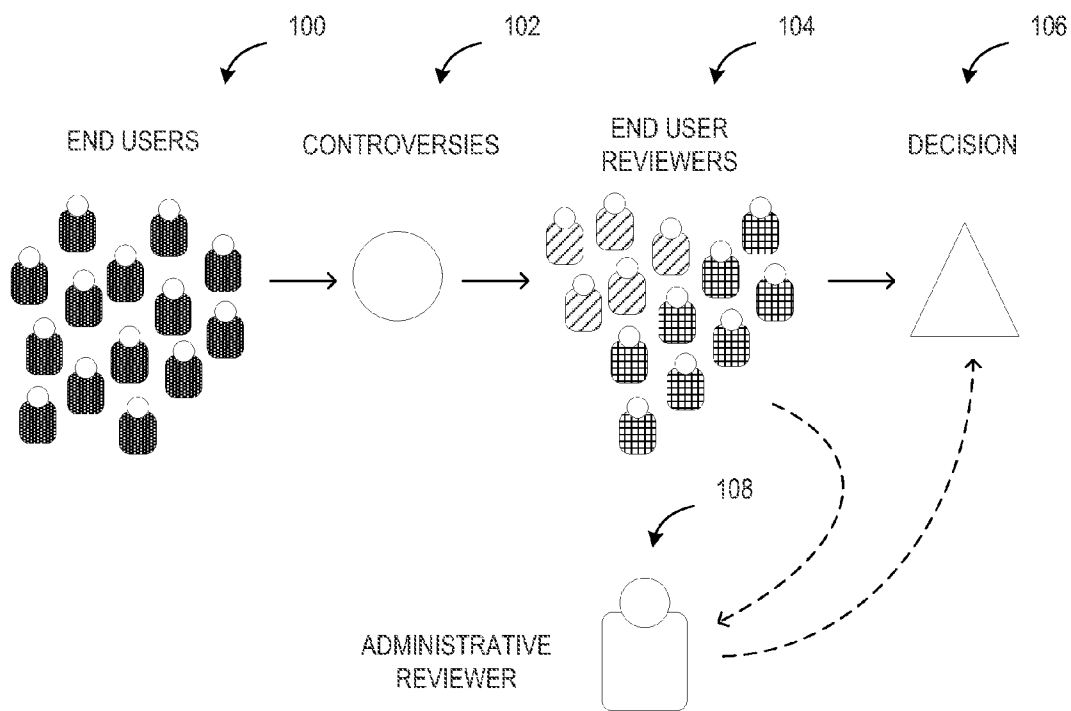 100
102
104
106
END USERS
CONTROVERSIES
END USER
REVIEWERS
DECISION
108
ADMINISTRATIVE
REVIEWER